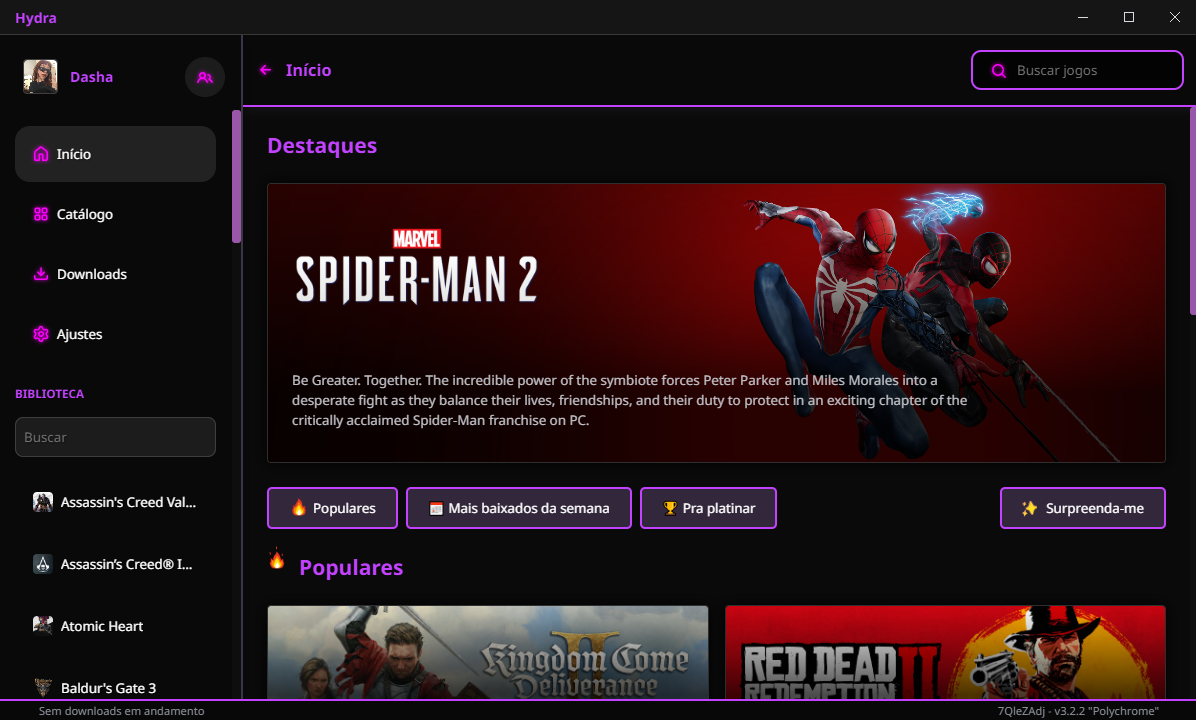 Hydra
Dasha
Início
Buscar jogos
Início
Catálogo
Downloads
Ajustes
BIBLIOTECA
Buscar
Assassin's Creed Val...
Assassin's Creed® I...
Atomic Heart
Baldur's Gate 3
Destaques
MARVEL
SPIDER-MAN 2
Be Greater. Together. The incredible power of the symbiote forces Peter Parker and Miles Morales into a
desperate fight as they balance their lives, friendships, and their duty to protect in an exciting chapter of the
critically acclaimed Spider-Man franchise on PC.
🔥 Populares
Mais baixados da semana
🏆 Pra platinar
✨ Surpreenda-me
🔥 Populares
Kingdom Come
Deliverance
II
RED DEAD
REDEMPTION
II
Sem downloads em andamento
7QleZAdj - v3.2.2 "Polychrome"